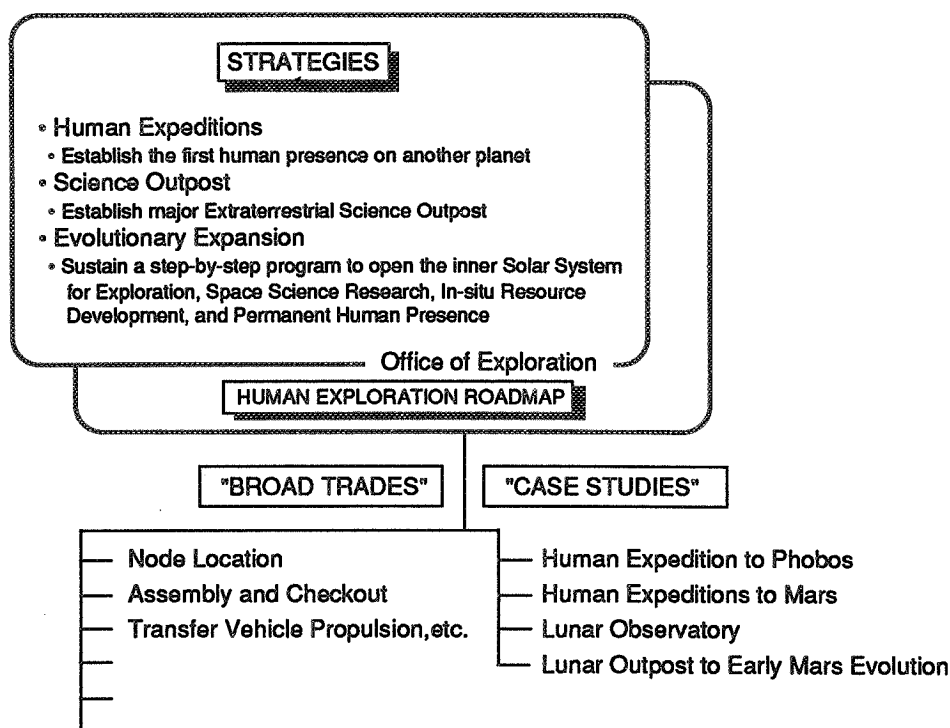 STRATEGIES
• Human Expeditions
• Establish the first human presence on another planet
• Science Outpost
• Establish major Extraterrestrial Science Outpost
• Evolutionary Expansion
• Sustain a step-by-step program to open the inner Solar System
for Exploration, Space Science Research, In-situ Resource
Development, and Permanent Human Presence
Office of Exploration
HUMAN EXPLORATION ROADMAP
"BROAD TRADES"
Node Location
Assembly and Checkout
Transfer Vehicle Propulsion,etc.
"CASE STUDIES"
Human Expedition to Phobos
Human Expeditions to Mars
Lunar Observatory
Lunar Outpost to Early Mars Evolution